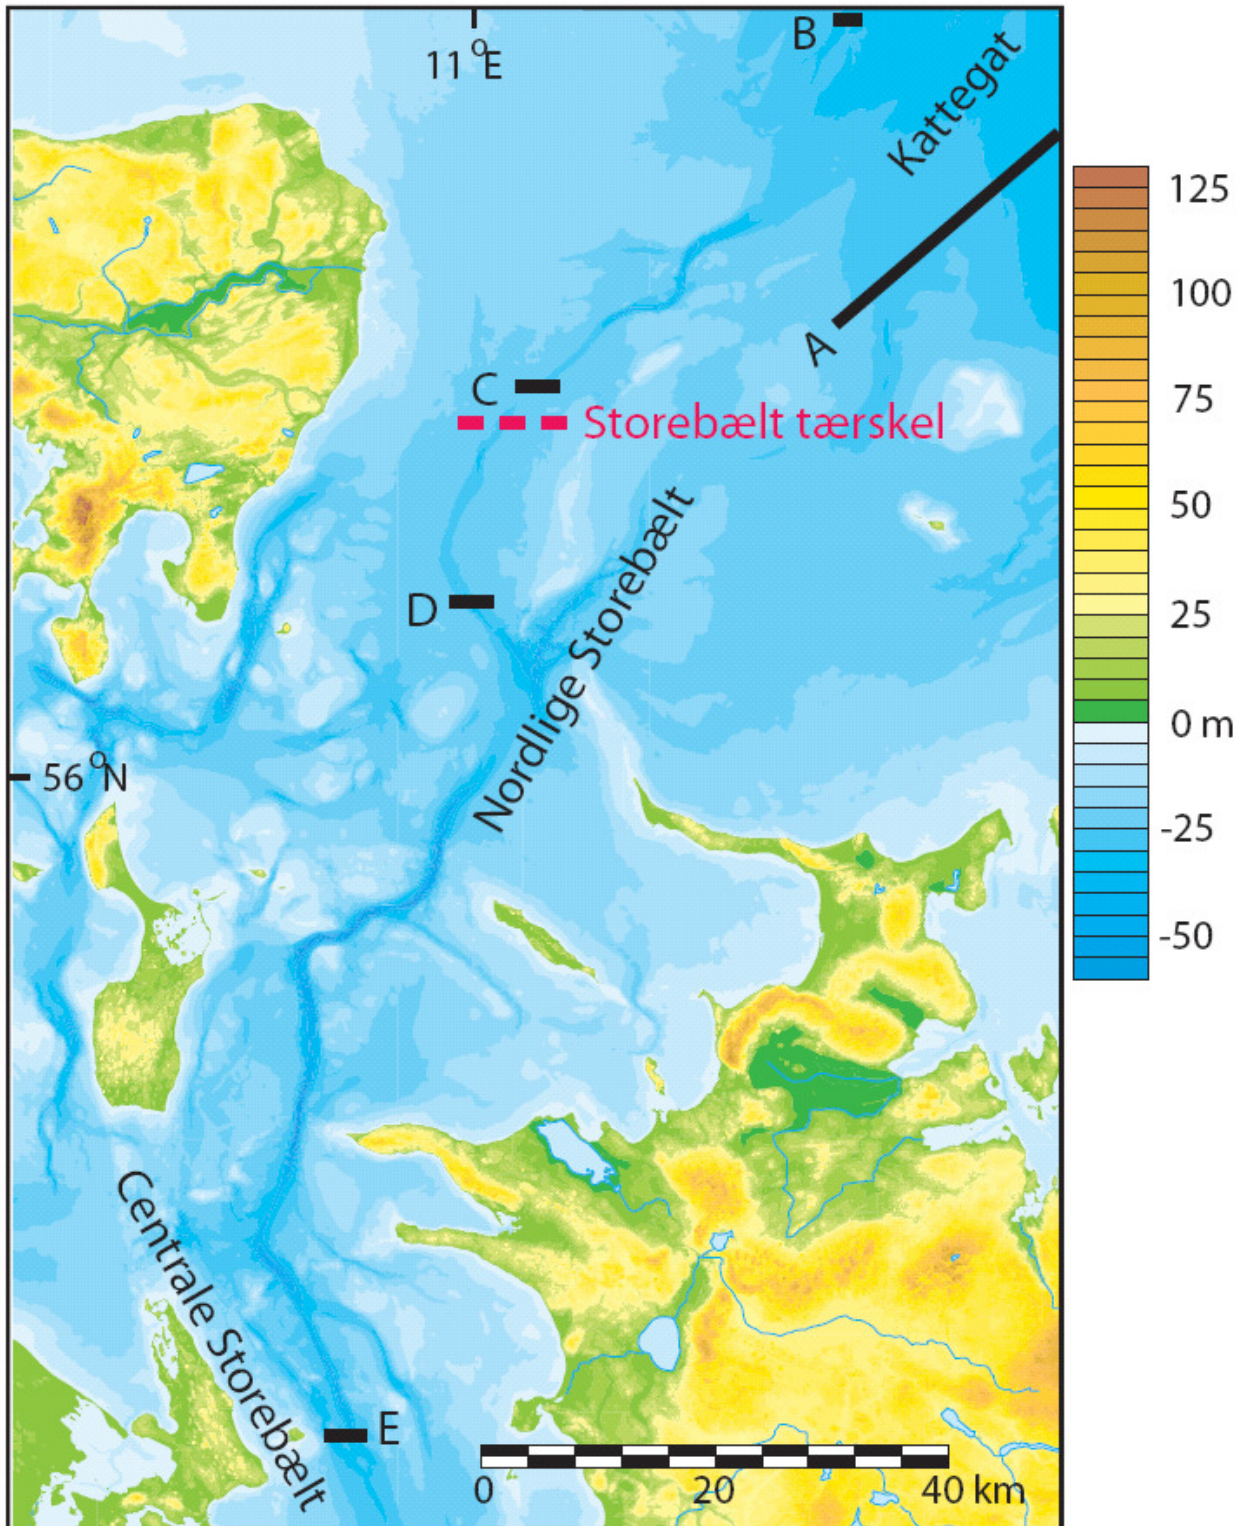 B
11°E
Kattegat
A
C
Storebælt tærskel
D
Nordlige Storebælt
56°N
Centrale Storebælt
E
0 20 40 km
125
100
75
50
25
0 m
-25
-50